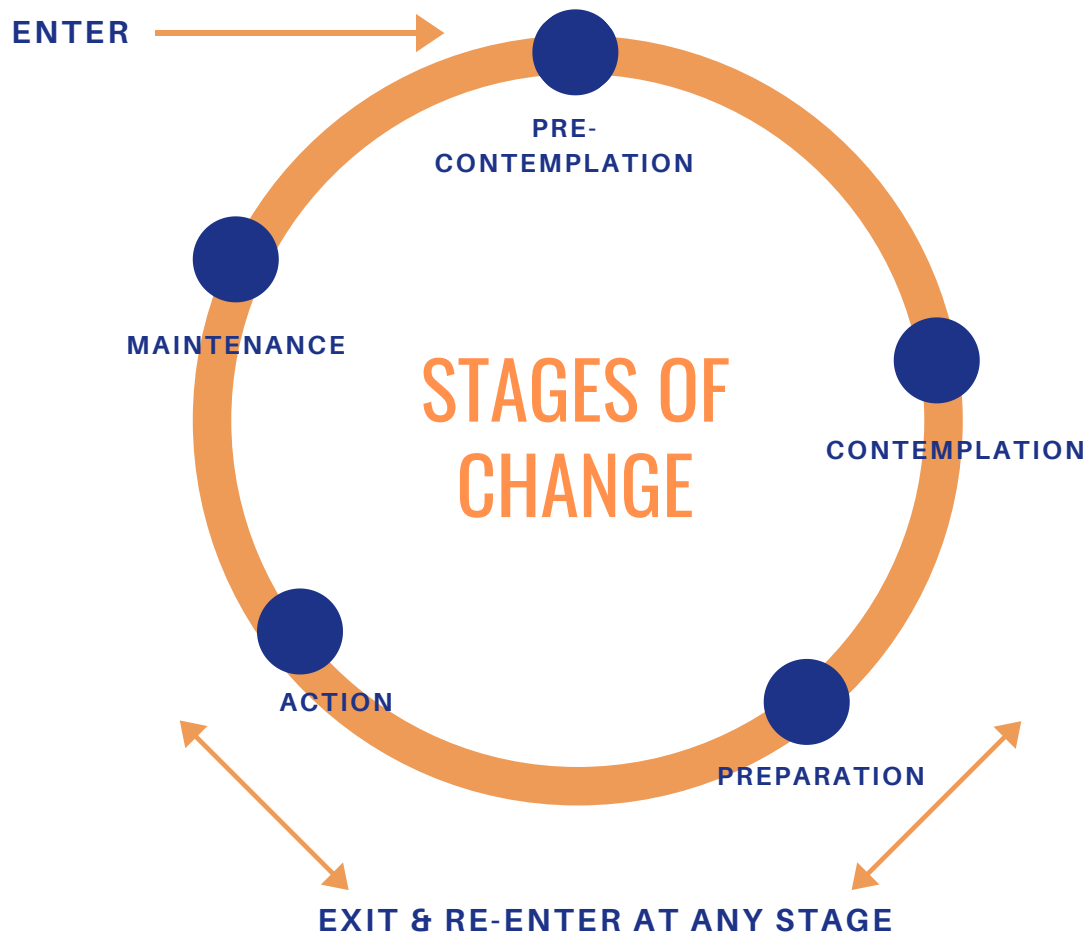 ENTER
PRE-
CONTEMPLATION
MAINTENANCE
STAGES OF
CHANGE
CONTEMPLATION
ACTION
PREPARATION
EXIT & RE-ENTER AT ANY STAGE